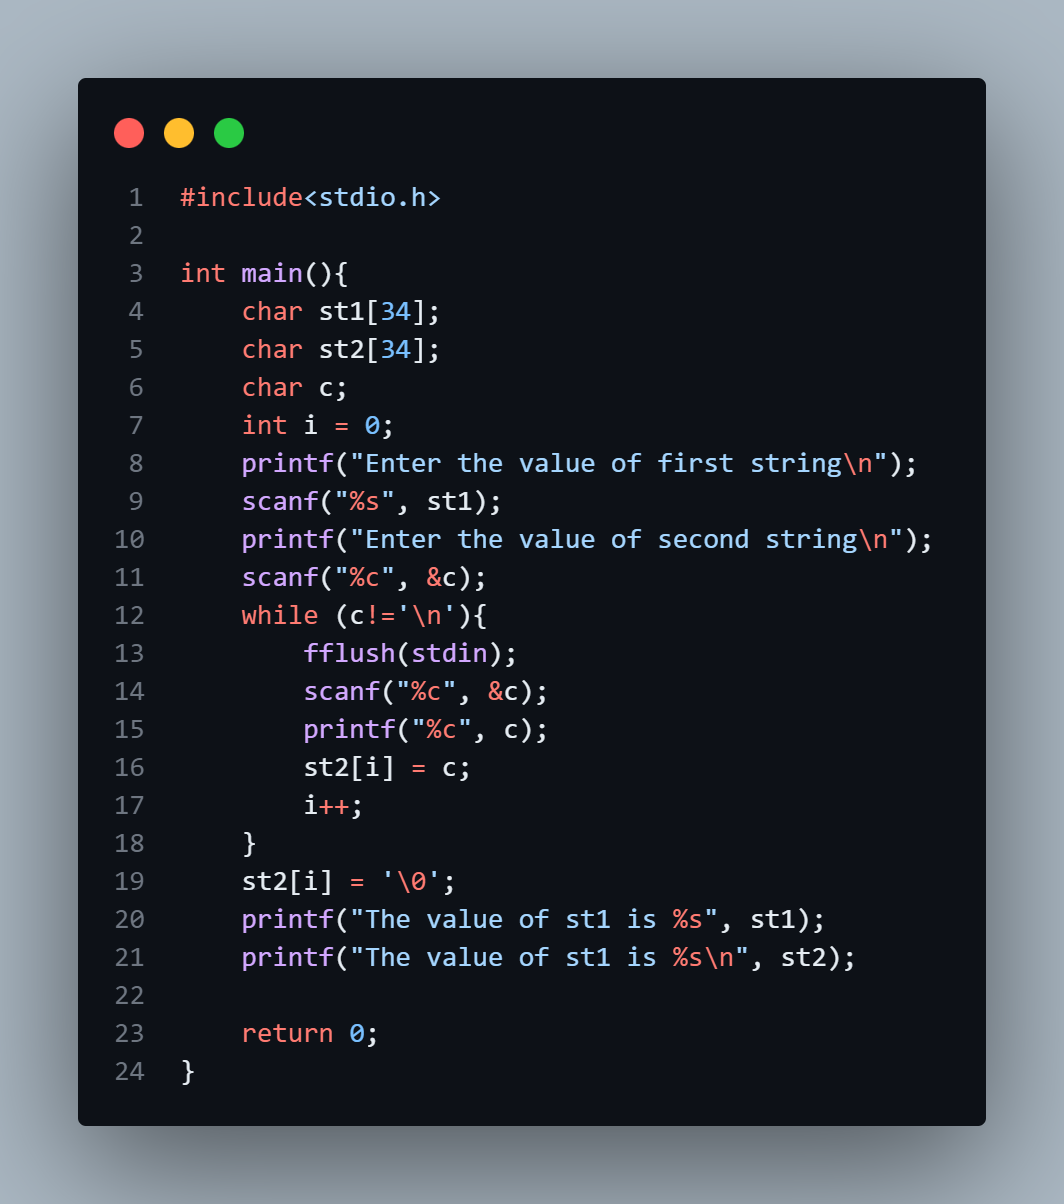 1 #include<stdio.h>
2
3 int main(){
4     char st1[34];
5     char st2[34];
6     char c;
7     int i = 0;
8     printf("Enter the value of first string\n");
9     scanf("%s", st1);
10     printf("Enter the value of second string\n");
11     scanf("%c", &c);
12     while (c!='\n'){
13         fflush(stdin);
14         scanf("%c", &c);
15         printf("%c", c);
16         st2[i] = c;
17         i++;
18     }
19     st2[i] = '\0';
20     printf("The value of st1 is %s", st1);
21     printf("The value of st1 is %s\n", st2);
22
23     return 0;
24 }